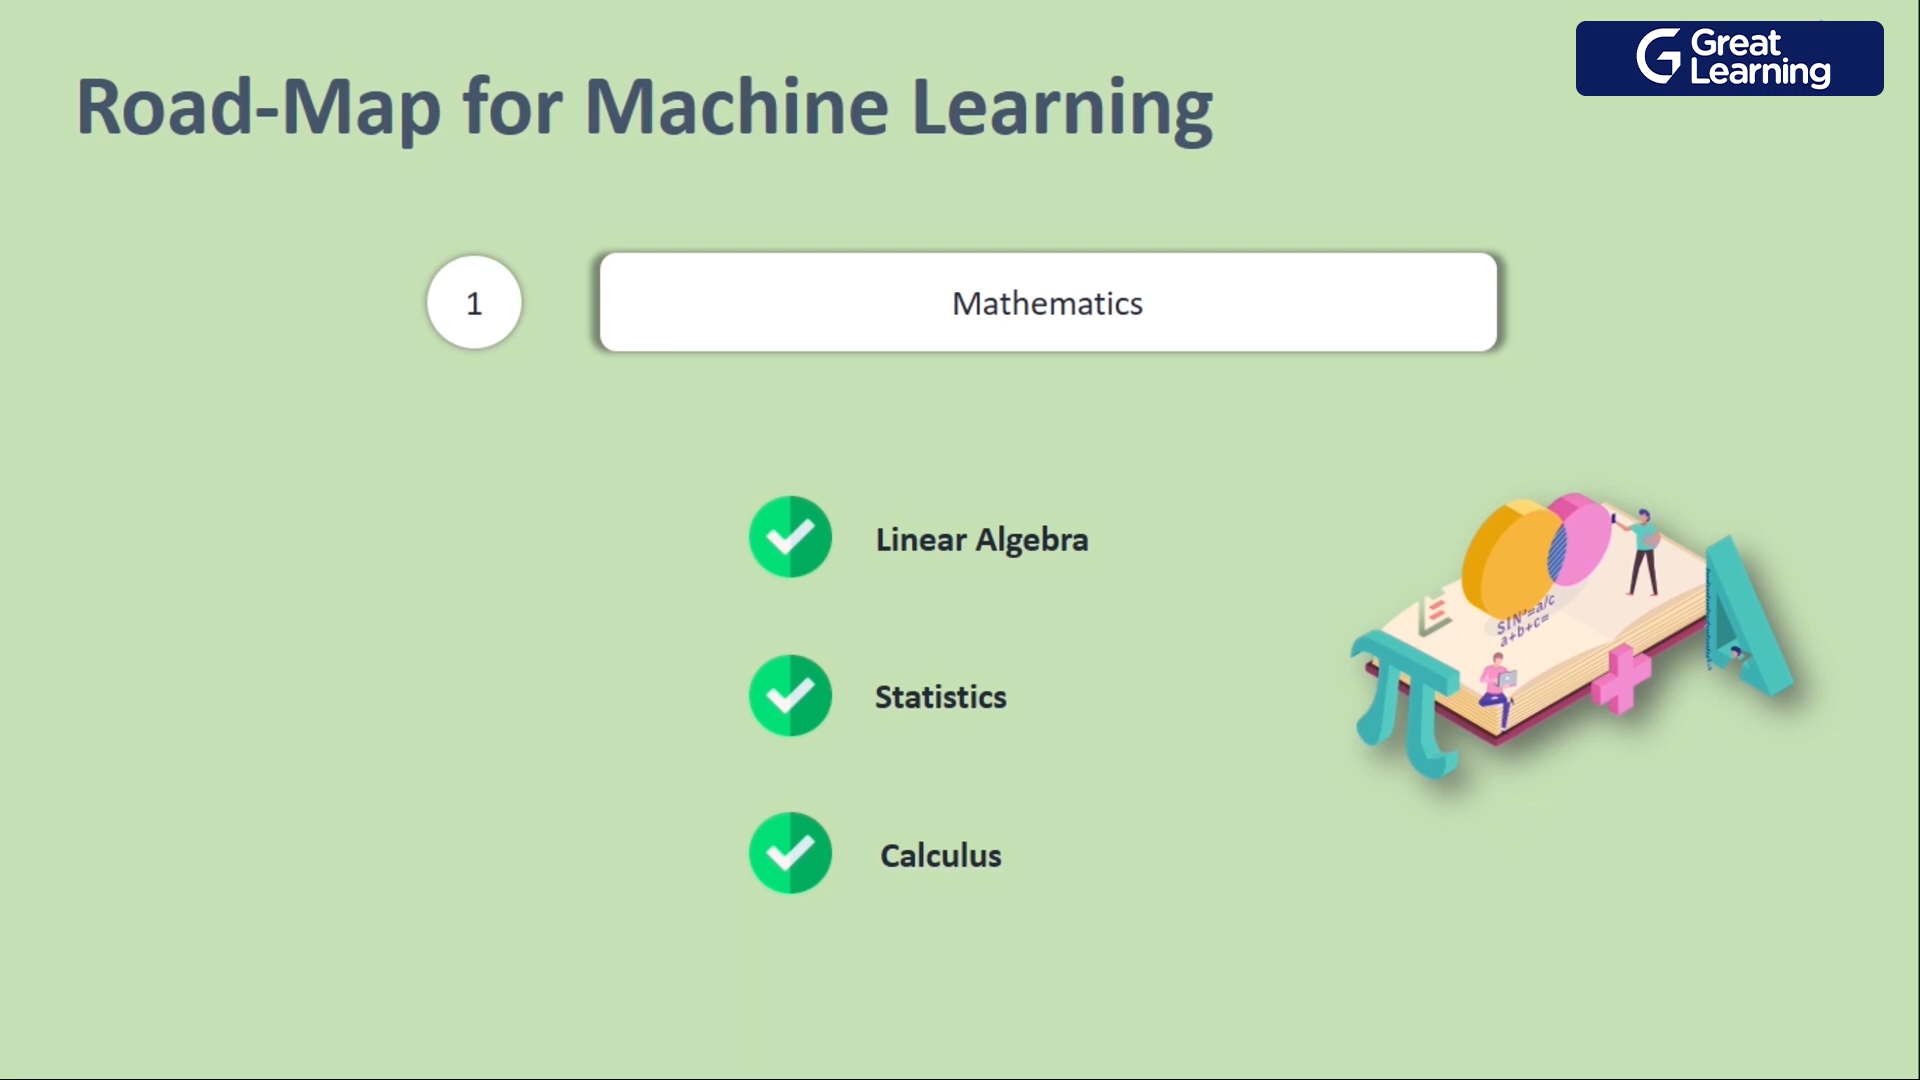 Great
Learning
Road-Map for Machine Learning
1
Mathematics
Linear Algebra
Statistics
Calculus
a+b+c=
π
A